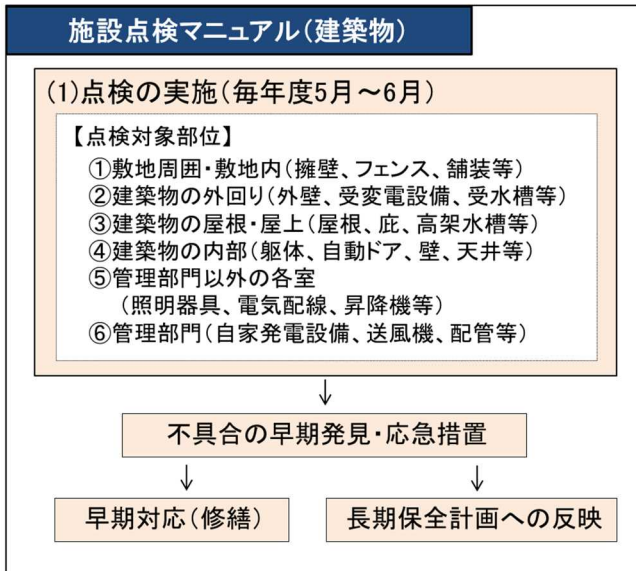 施設点検マニュアル(建築物)
(1)点検の実施(毎年度5月～6月)
【点検対象部位】
①敷地周囲・敷地内(擁壁、フェンス、舗装等)
②建築物の外回り(外壁、受変電設備、受水槽等)
③建築物の屋根・屋上(屋根、庇、高架水槽等)
④建築物の内部(躯体、自動ドア、壁、天井等)
⑤管理部門以外の各室
(照明器具、電気配線、昇降機等)
⑥管理部門(自家発電設備、送風機、配管等)
不具合の早期発見・応急措置
早期対応(修繕)
長期保全計画への反映